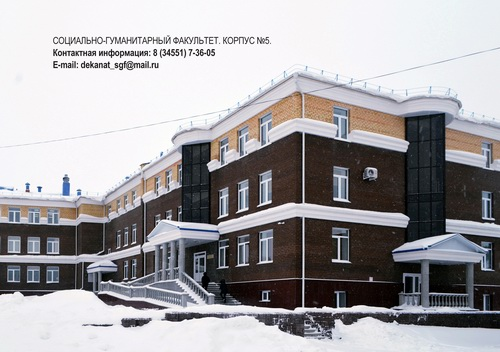 СОЦИАЛЬНО-ГУМАНИТАРНЫЙ ФАКУЛЬТЕТ. КОРПУС №5.
Контактная информация: 8 (34551) 7-36-05
E-mail: dekanat_sgf@mail.ru